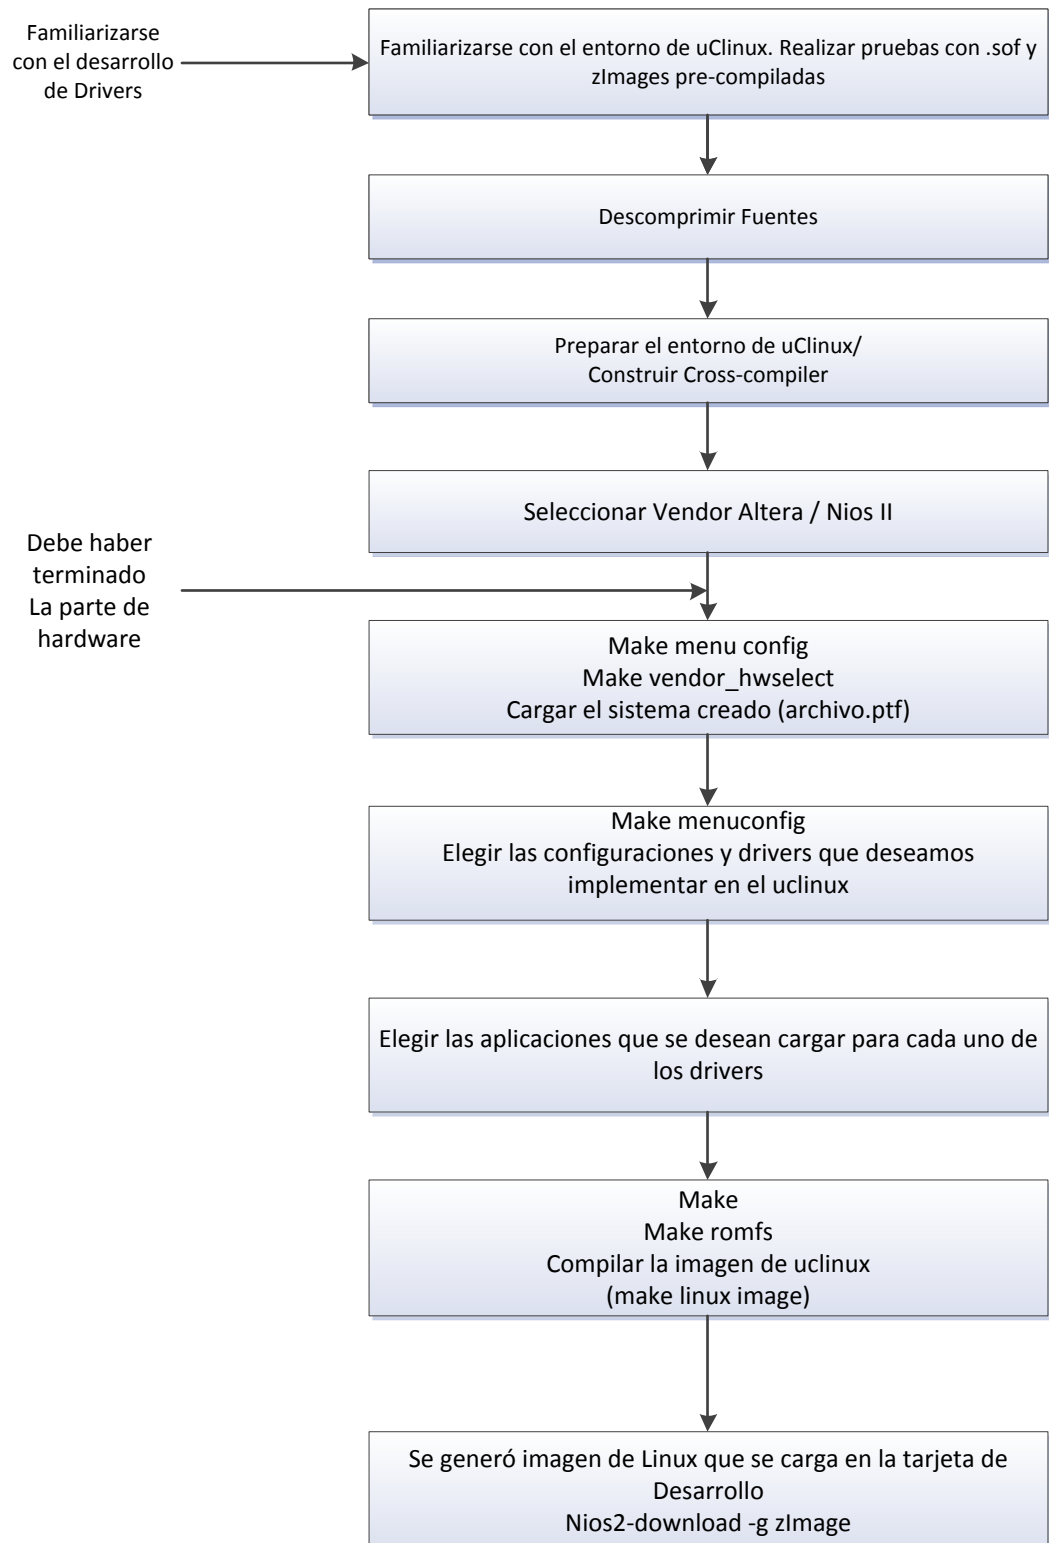 Familiarizarse
con el desarrollo
de Drivers
Familiarizarse con el entorno de uClinux. Realizar pruebas con .sof y
zImages pre-compiladas
Descomprimir Fuentes
Preparar el entorno de uClinux/
Construir Cross-compiler
Seleccionar Vendor Altera / Nios II
Debe haber
terminado
La parte de
hardware
Make menu config
Make vendor_hwselect
Cargar el sistema creado (archivo.ptf)
Make menuconfig
Elegir las configuraciones y drivers que deseamos
implementar en el uclinux
Elegir las aplicaciones que se desean cargar para cada uno de
los drivers
Make
Make romfs
Compilar la imagen de uclinux
(make linux image)
Se generó imagen de Linux que se carga en la tarjeta de
Desarrollo
Nios2-download -g zImage